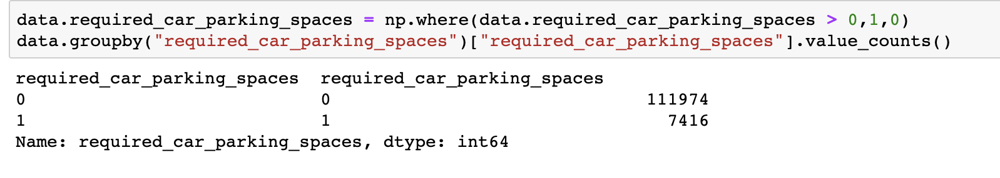 data.required_car_parking_spaces = np.where(data.required_car_parking_spaces > 0,1,0)
data.groupby("required_car_parking_spaces")["required_car_parking_spaces"].value_counts()
required_car_parking_spaces  required_car_parking_spaces
0                            0                              111974
1                            1                                7416
Name: required_car_parking_spaces, dtype: int64